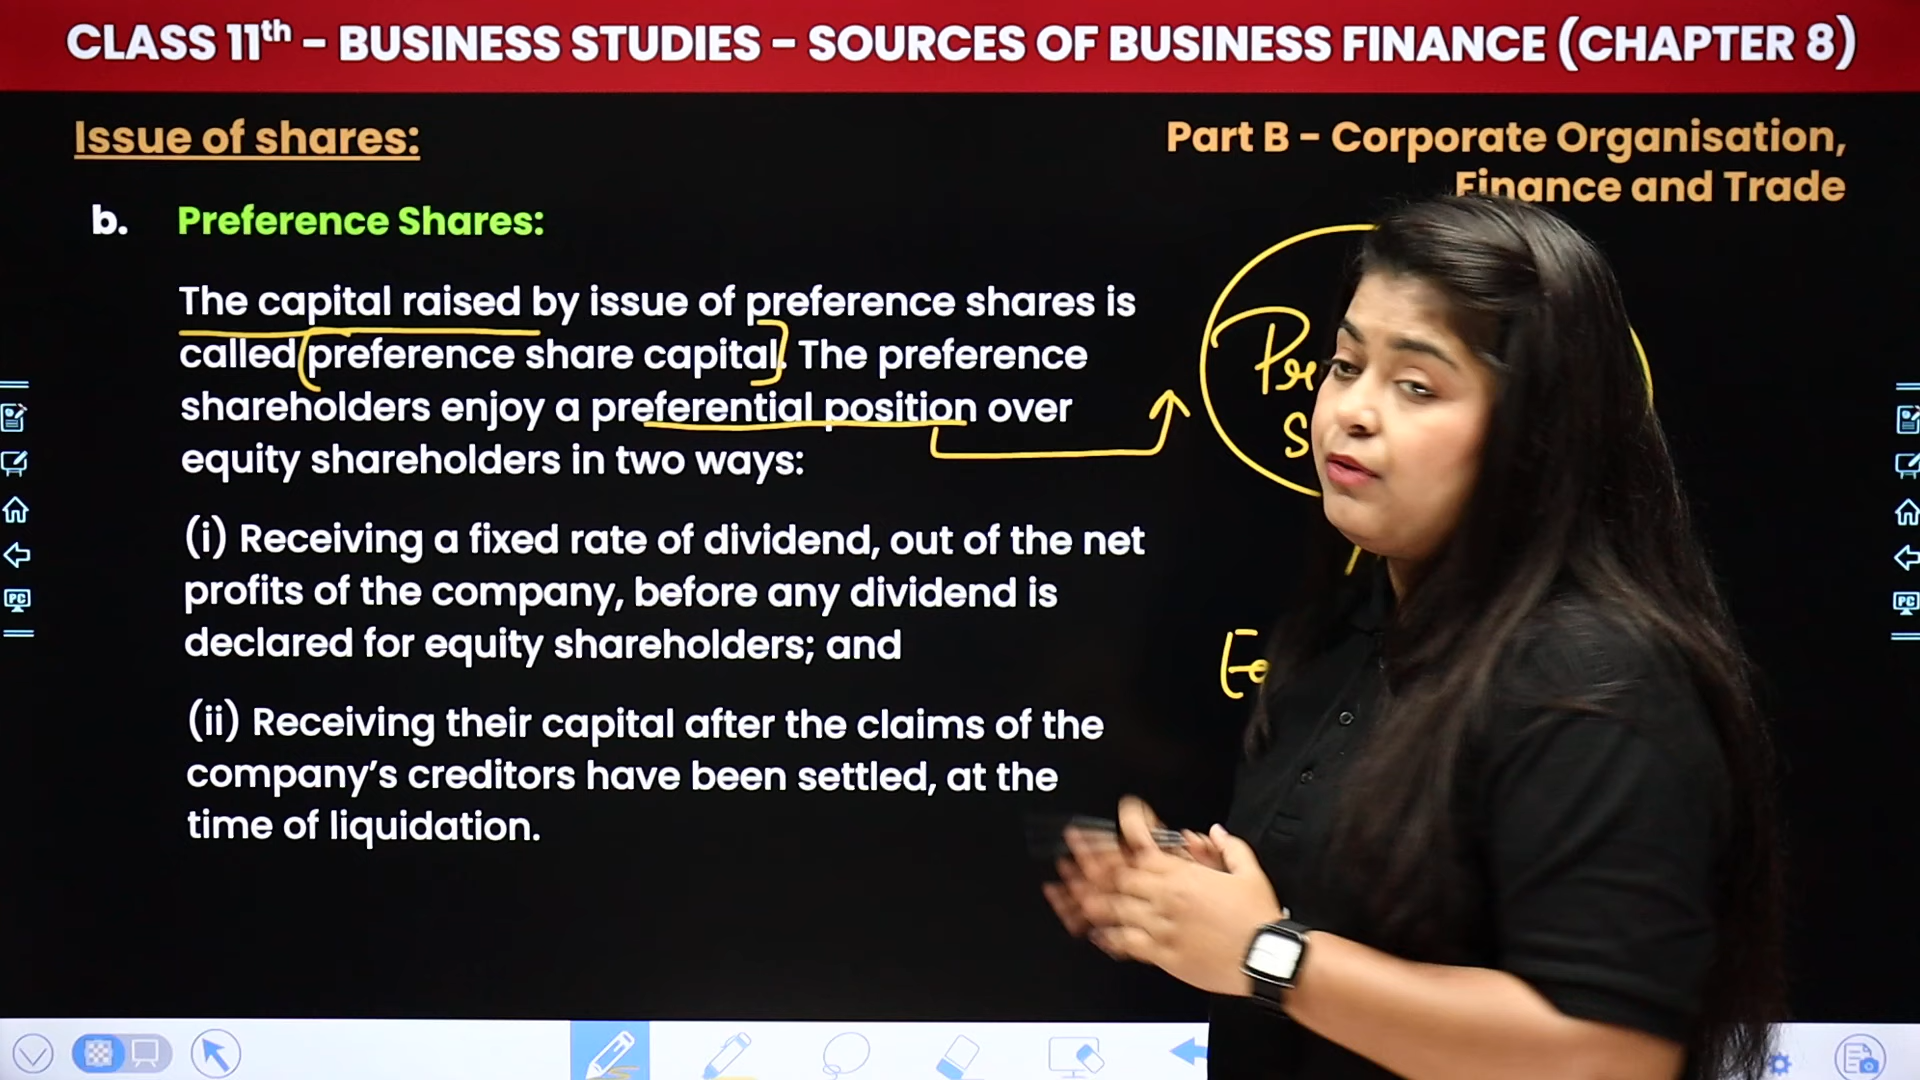 CLASS 11th – BUSINESS STUDIES – SOURCES OF BUSINESS FINANCE (CHAPTER 8)
Issue of shares:
Part B – Corporate Organisation,
Finance and Trade
b. Preference Shares:
The capital raised by issue of preference shares is
called preference share capital. The preference
shareholders enjoy a preferential position over
equity shareholders in two ways:
(i) Receiving a fixed rate of dividend, out of the net
profits of the company, before any dividend is
declared for equity shareholders; and
(ii) Receiving their capital after the claims of the
company’s creditors have been settled, at the
time of liquidation.
PC
PC